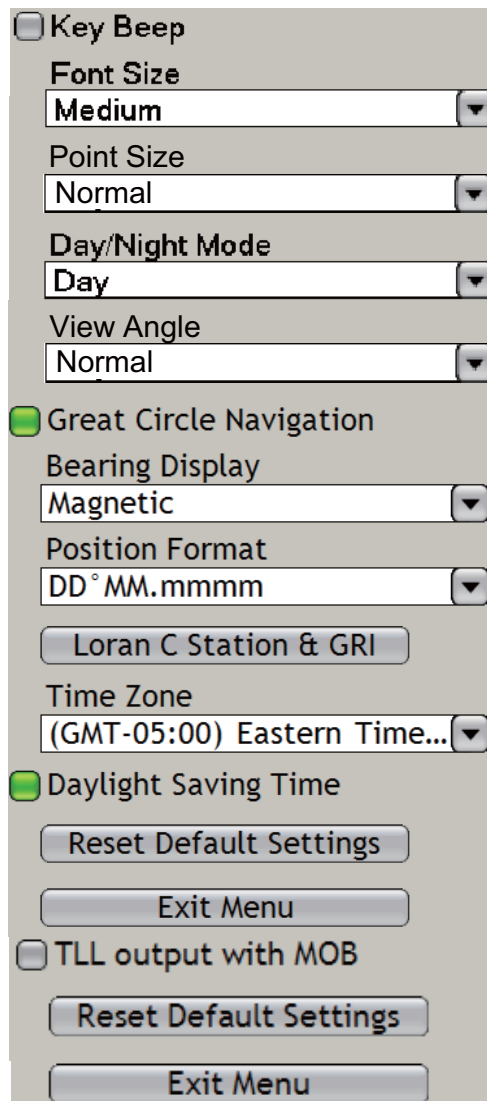 Key Beep
Font Size
Medium
Point Size
Normal
Day/Night Mode
Day
View Angle
Normal
Great Circle Navigation
Bearing Display
Magnetic
Position Format
DD°MM.mmmm
Loran C Station & GRI
Time Zone
(GMT-05:00) Eastern Time...
Daylight Saving Time
Reset Default Settings
Exit Menu
TLL output with MOB
Reset Default Settings
Exit Menu